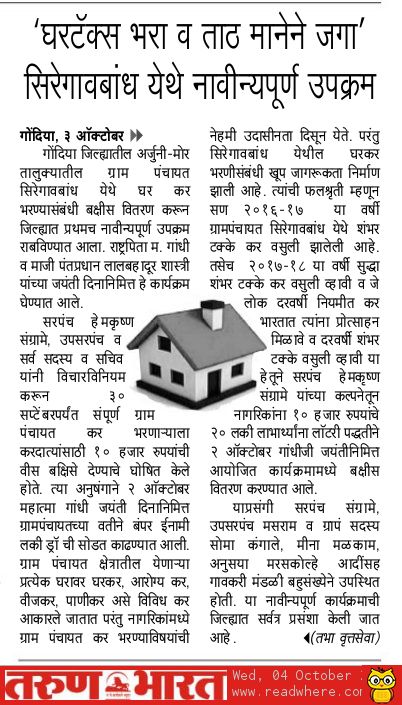 ‘घरटॅक्स भरा व ताठ मानेने जगा’
सिरेगावबांध येथे नावीन्यपूर्ण उपक्रम
गोंदिया, ३ ऑक्टोबर
गोंदिया जिल्ह्यातील अर्जुनी-मोर
तालुक्यातील ग्राम पंचायत
सिरेगावबांध येथे घर कर
भरण्यासंबंधी बक्षीस वितरण करून
जिल्ह्यात प्रथमच नावीन्यपूर्ण उपक्रम
राबविण्यात आला. राष्ट्रपिता म. गांधी
व माजी पंतप्रधान लालबहादूर शास्त्री
यांच्या जयंती दिनानिमित्त हे कार्यक्रम
घेण्यात आले.
सरपंच हेमकृष्ण
संग्रामे, उपसरपंच व
सर्व सदस्य व सचिव
यांनी विचारविनियम
करून ३०
सप्टेंबरपर्यंत संपूर्ण ग्राम
पंचायत कर भरणाऱ्याला
करदात्यांसाठी १० हजार रुपयांची
वीस बक्षिसे देण्याचे घोषित केले
होते. त्या अनुषंगाने २ ऑक्टोबर
महात्मा गांधी जयंती दिनानिमित्त
ग्रामपंचायतच्या वतीने बंपर ईनामी
लकी ड्रॉ ची सोडत काढण्यात आली.
ग्राम पंचायत क्षेत्रातील येणाऱ्या
प्रत्येक घरावर घरकर, आरोग्य कर,
वीजकर, पाणीकर असे विविध कर
आकारले जातात परंतु नागरिकांमध्ये
ग्राम पंचायत कर भरण्याविषयांची
नेहमी उदासीनता दिसून येते. परंतु
सिरेगावबांध येथील घरकर
भरणीसंबंधी खूप जागरूकता निर्माण
झाली आहे. त्यांची फलश्रृती म्हणून
सण २०१६-१७ या वर्षी
ग्रामपंचायत सिरेगावबांध येथे शंभर
टक्के कर वसुली झालेली आहे.
तसेच २०१७-१८ या वर्षी सुद्धा
शंभर टक्के कर वसुली व्हावी व जे
लोक दरवर्षी नियमीत कर
भारतात त्यांना प्रोत्साहन
मिळावे व दरवर्षी शंभर
टक्के वसुली व्हावी या
हेतूने सरपंच हेमकृष्ण
संग्रामे यांच्या कल्पनेतून
नागरिकांना १० हजार रुपयांचे
२० लकी लाभार्थ्यांना लॉटरी पद्धतीने
२ ऑक्टोबर गांधीजी जयंतीनिमित्त
आयोजित कार्यक्रमामध्ये बक्षीस
वितरण करण्यात आले.
याप्रसंगी सरपंच संग्रामे,
उपसरपंच मसराम व ग्रापं सदस्य
सोमा कंगाले, मीना मळकाम,
अनुसया मरसकोल्हे आदींसह
गावकरी मंडळी बहुसंख्येने उपस्थित
होती. या नावीन्यपूर्ण कार्यक्रमाची
जिल्ह्यात सर्वत्र प्रशंसा केली जात
आहे. (तभा वृत्तसेवा)
तरुण भारत
Wed, 04 October
www.readwhere.com